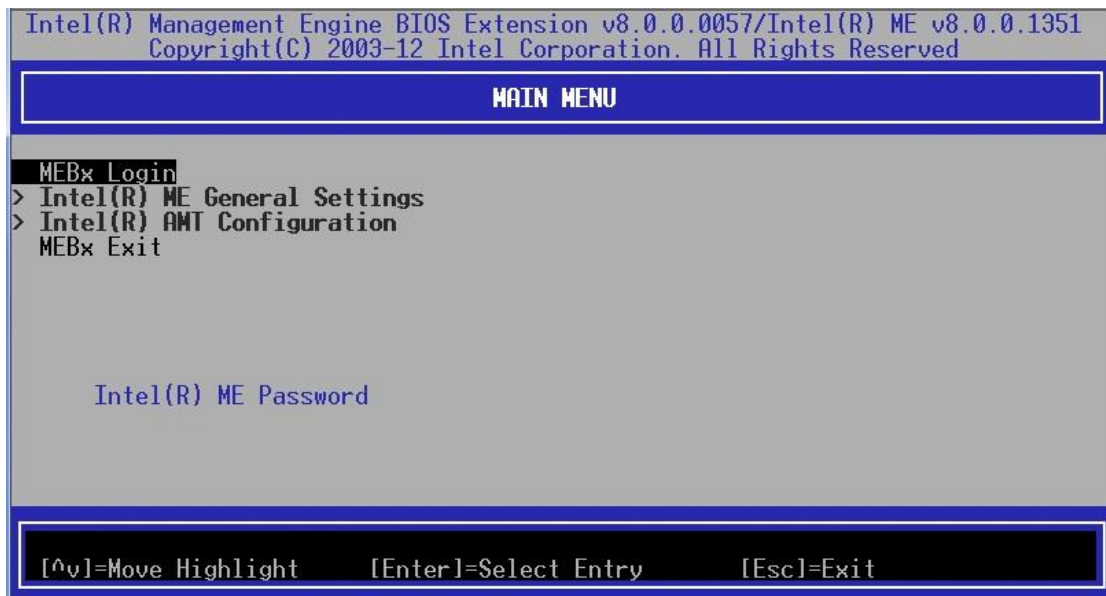 Intel(R) Management Engine BIOS Extension v8.0.0.0057/Intel(R) ME v8.0.0.1351
Copyright(C) 2003-12 Intel Corporation. All Rights Reserved
MAIN MENU
MEBx Login
> Intel(R) ME General Settings
> Intel(R) AMT Configuration
MEBx Exit
Intel(R) ME Password
[^v]=Move Highlight [Enter]=Select Entry [Esc]=Exit